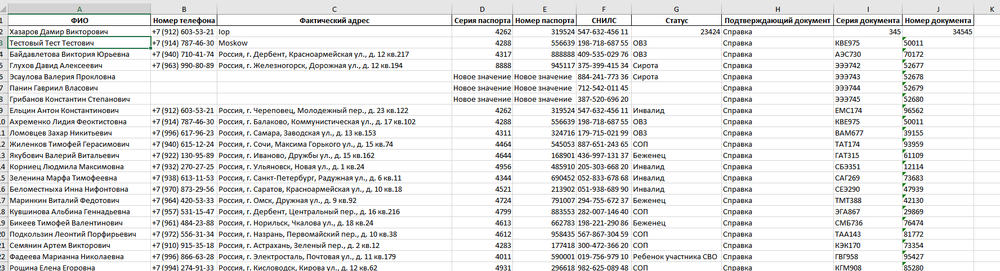 A B C D E F G H I J K
1 ФИО Номер телефона Фактический адрес Серия паспорта Номер паспорта СНИЛС Статус Подтверждающий документ Серия документа Номер документа
2 Хазаров Дамир Викторович +7 (912) 603-53-21 Iop 4262 319524 547-632-456 11 23424 Справка 345 34545
3 Тестовый Тест Тестович +7 (914) 787-46-30 Moskow 4288 556639 198-718-687 55 ОВЗ Справка КВЕ975 50011
4 Байдавлетова Виктория Юрьевна +7 (940) 710-41-74 Россия, г. Дербент, Красноармейская ул., д. 12 кв.217 4317 888888 409-535-029 76 ОВЗ Справка АЭС730 70172
5 Глухов Давид Алексеевич +7 (963) 990-80-89 Россия, г. Железногорск, Дорожная ул., д. 12 кв.194 8888 945117 375-399-415 34 Сирота Справка ЭЭЭ742 52677
6 Эсаулова Валерия Прокловна Новое значение Новое значение 884-241-773 36 Сирота Справка ЭЭЭ743 52678
7 Панин Гавриил Власович Новое значение Новое значение 712-542-011 45 Справка ЭЭЭ744 52679
8 Грибанов Константин Степанович Новое значение Новое значение 387-520-696 20 Справка ЭЭЭ745 52680
9 Ельцин Антон Константинович +7 (912) 603-53-21 Россия, г. Череповец, Молодежный пер., д. 23 кв.122 4262 319524 547-632-456 11 Инвалид Справка ЕМС174 96562
10 Ахременко Лидия Феоктистовна +7 (914) 787-46-30 Россия, г. Балаково, Коммунистическая ул., д. 17 кв.102 4288 556639 198-718-687 55 ОВЗ Справка КВЕ975 50011
11 Ломовцев Захар Никитьевич +7 (996) 617-96-23 Россия, г. Самара, Заводская ул., д. 13 кв.153 4311 324716 179-715-021 99 ОВЗ Справка ВАМ677 39155
12 Жиленков Тимофей Герасимович +7 (940) 615-12-24 Россия, г. Сочи, Максима Горького ул., д. 15 кв.74 4464 545053 887-651-243 65 СОП Справка ТАТ174 93959
13 Якубович Валерий Витальевич +7 (922) 130-95-89 Россия, г. Иваново, Дружбы ул., д. 15 кв.162 4644 168901 436-997-131 37 Беженец Справка ГАТ315 61109
14 Корниец Людмила Максимовна +7 (932) 270-27-25 Россия, г. Ульяновск, Новая ул., д. 1 кв.24 4956 485910 205-303-668 20 Инвалид Справка СБЭ351 12114
15 Зеленина Марфа Тимофеевна +7 (938) 613-11-53 Россия, г. Санкт-Петербург, Радужная ул., д. 6 кв.11 4344 690452 052-833-678 68 Инвалид Справка САГ269 73683
16 Беломестныха Инна Нифонтовна +7 (970) 873-29-56 Россия, г. Саратов, Красноармейская ул., д. 10 кв.18 4521 213902 051-938-689 90 Инвалид Справка СЕЭ290 47939
17 Маринкин Виталий Федотович +7 (964) 420-53-33 Россия, г. Омск, Дружная ул., д. 9 кв.92 4724 791007 294-755-672 37 Беженец Справка ТМТ388 42130
18 Кувшинова Альбина Геннадьевна +7 (957) 531-15-47 Россия, г. Дербент, Центральный пер., д. 16 кв.216 4799 883553 282-007-146 40 СОП Справка ЭГА867 29869
19 Бикеев Тимофей Валентинович +7 (961) 484-23-88 Россия, г. Норильск, Чкалова ул., д. 18 кв.24 4613 662783 198-221-290 86 Беженец Справка СМБ736 76474
20 Подкользин Леонтий Порфирьевич +7 (972) 556-31-34 Россия, г. Назрань, Первомайский пер., д. 10 кв.38 4612 958435 567-867-304 59 СОП Справка ТАА143 81772
21 Семянин Артем Викторович +7 (910) 915-35-18 Россия, г. Астрахань, Зеленый пер., д. 2 кв.12 4283 177418 300-472-366 20 СОП Справка КЭК170 73354
22 Фадеева Марианна Николаевна +7 (996) 866-63-28 Россия, г. Электросталь, Почтовая ул., д. 11 кв.179 4011 590001 019-756-979 10 Ребенок участника СВО Справка ГВГ958 95427
23 Рощина Елена Егоровна +7 (994) 274-91-33 Россия, г. Кисловодск, Кирова ул., д. 12 кв.62 4931 296618 982-625-089 48 СОП Справка КГМ908 85280